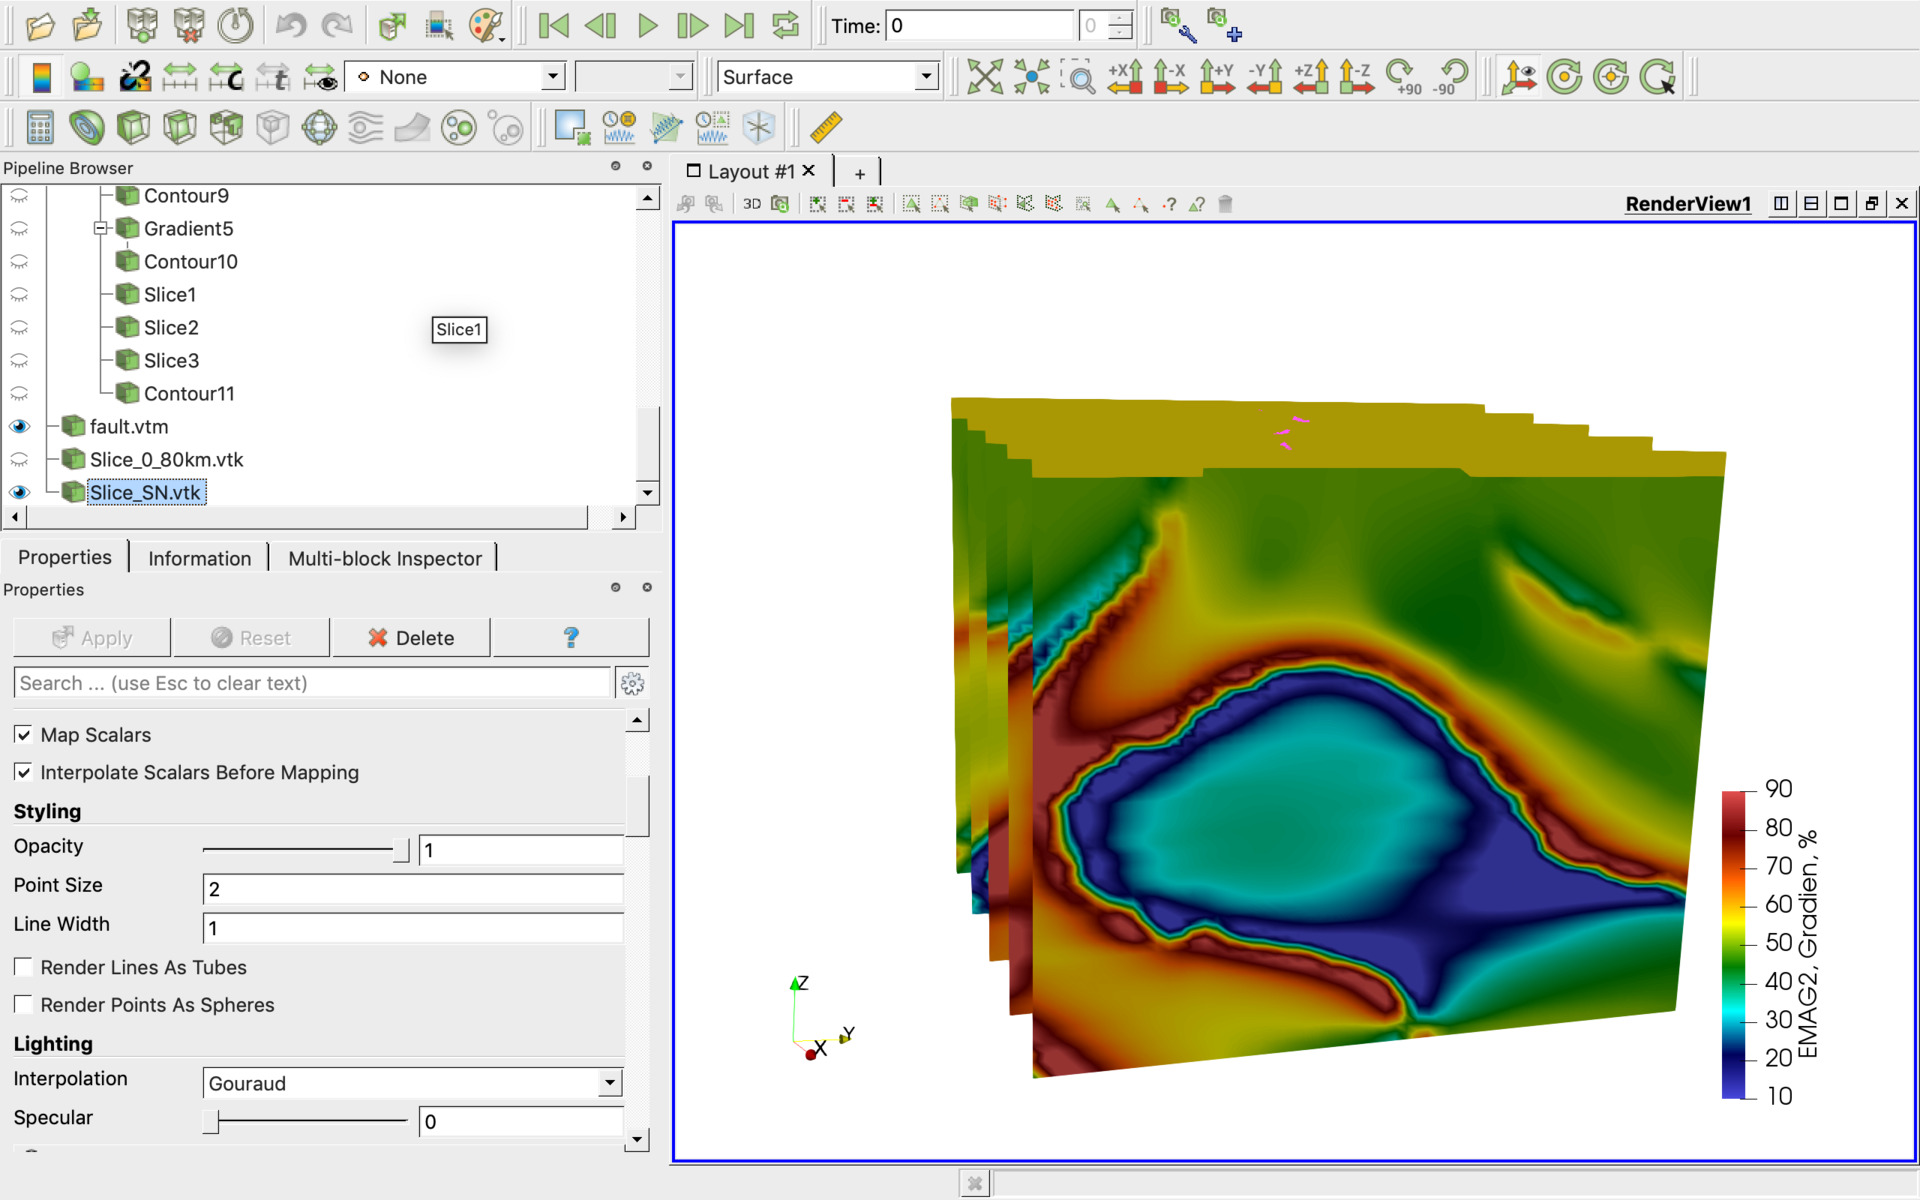 Time: 0 0
None Surface +X -X +Y -Y +Z -Z +90 -90
Pipeline Browser
Layout #1 +
3D ? ?
RenderView1
Contour9
Gradient5
Contour10
Slice1
Slice2
Slice1
Slice3
Contour11
fault.vtm
Slice_0_80km.vtk
Slice_SN.vtk
Properties Information Multi-block Inspector
Properties
Apply Reset Delete ?
Search ... (use Esc to clear text)
Map Scalars
Interpolate Scalars Before Mapping
Styling
Opacity 1
Point Size 2
Line Width 1
Render Lines As Tubes
Render Points As Spheres
Lighting
Interpolation Gouraud
Specular 0
Z
Y
X
90
80
70
60
50
40
30
20
10
EMAG2, Gradien, %